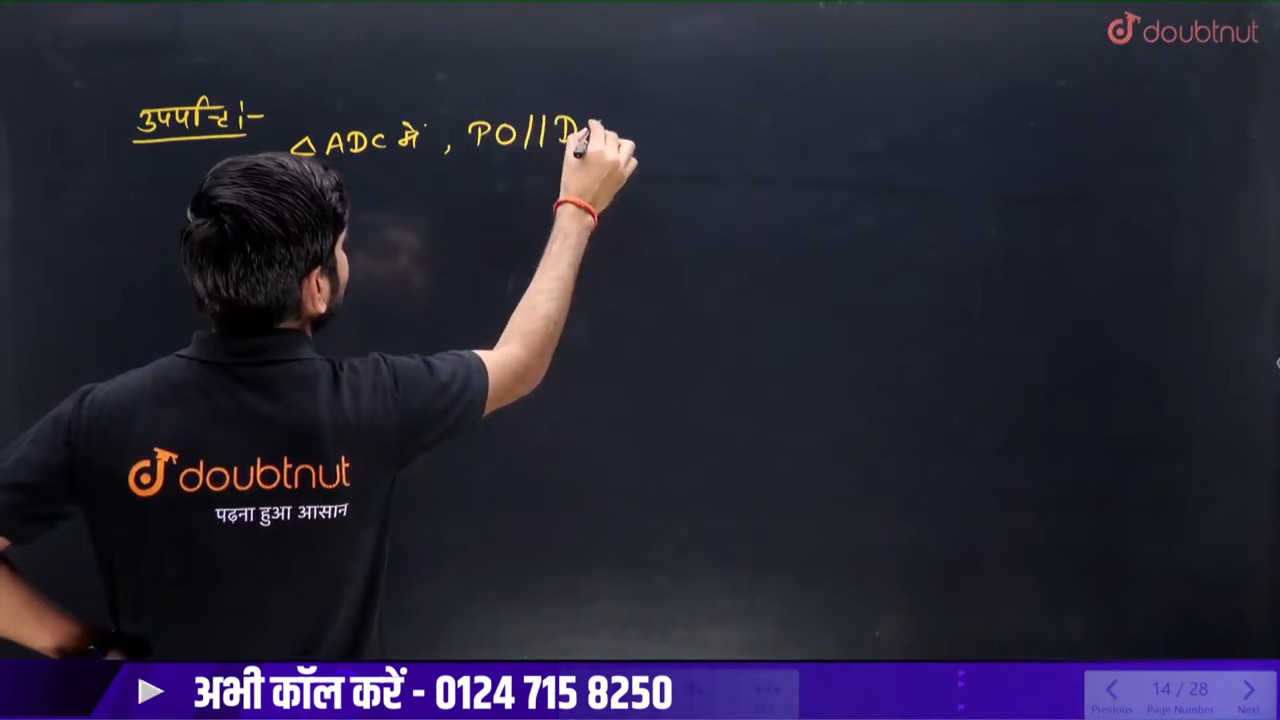 doubtnut
उपपत्ति :-
△ADC में , PO//D
doubtnut
पढ़ना हुआ आसान
अभी कॉल करें - 0124 715 8250
14 / 28
Previous Page Number Next